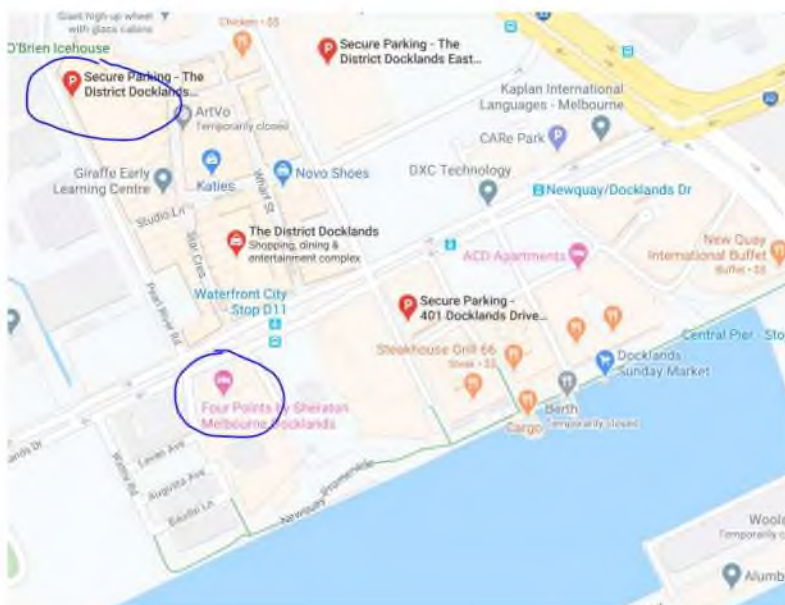 Giant high-up wheel
with glass cabins
Chicken • $$
O'Brien Icehouse
Secure Parking - The
District Docklands...
Secure Parking - The
District Docklands East...
ArtVo
Temporarily closed
Kaplan International
Languages - Melbourne
CARe Park
Giraffe Early
Learning Centre
Katies
Novo Shoes
DXC Technology
Wharf St
Newquay/Docklands Dr
Studio Ln
The District Docklands
Shopping, dining &
entertainment complex
Star Cres
ACD Apartments
New Quay
International Buffet
Buffet • $$
Pearl River Rd
Waterfront City
Stop D11
Secure Parking -
401 Docklands Drive...
Central Pier - Sto
Steakhouse Grill 66
Steak • $$
Docklands
Sunday Market
Four Points by Sheraton
Melbourne Docklands
Berth
Temporarily closed
Cargo
ands Dr
Levan Ave
Augusta Ave
Waters
Newquay Promenade
Wool
Temporarily c
Alumb